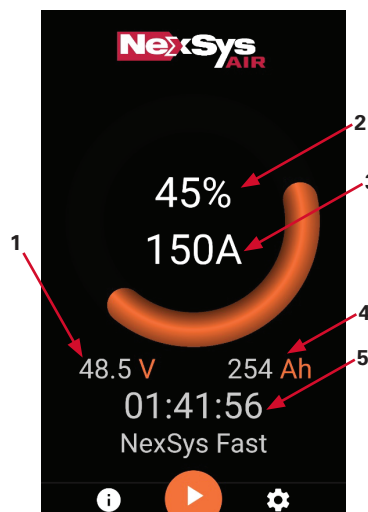 NexSys
AIR
2
45%
3
150A
1
4
48.5 V
254 Ah
5
01:41:56
NexSys Fast
i